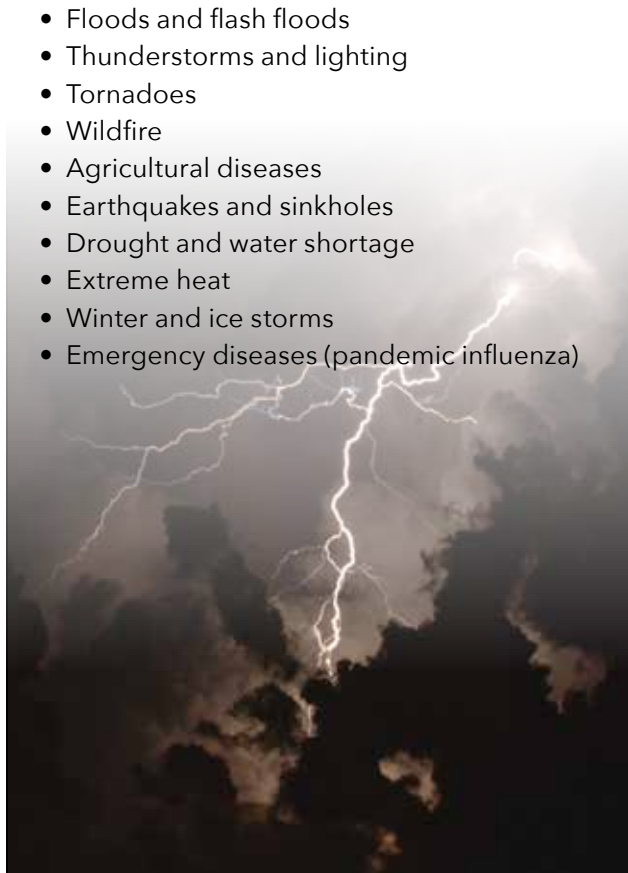 • Floods and flash floods
• Thunderstorms and lighting
• Tornadoes
• Wildfire
• Agricultural diseases
• Earthquakes and sinkholes
• Drought and water shortage
• Extreme heat
• Winter and ice storms
• Emergency diseases (pandemic influenza)